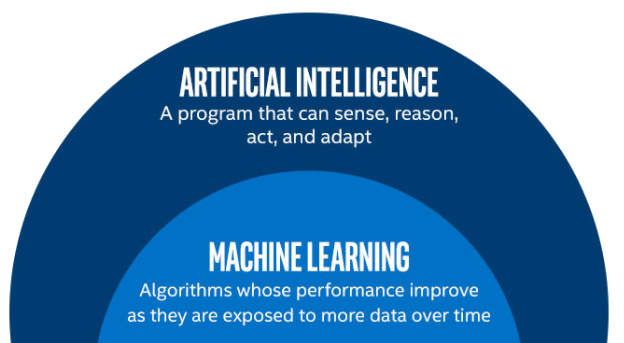 ARTIFICIAL INTELLIGENCE
A program that can sense, reason,
act, and adapt
MACHINE LEARNING
Algorithms whose performance improve
as they are exposed to more data over time